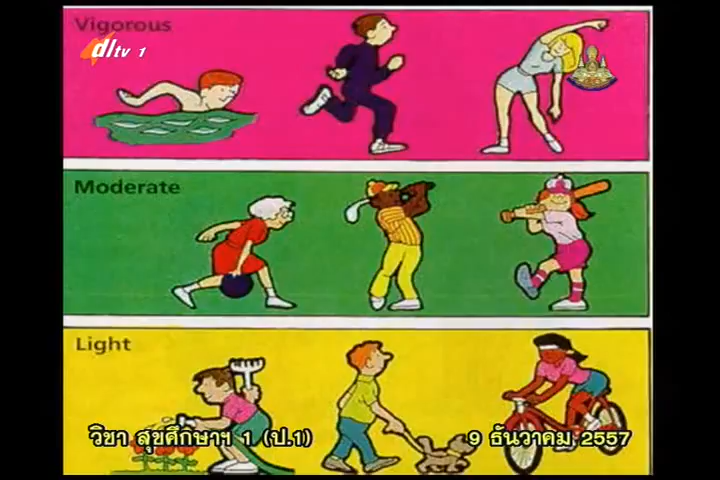 Vigorous
dltv 1
Moderate
Light
วิชา สุขศึกษาฯ 1 (ป.1)
9 ธันวาคม 2557